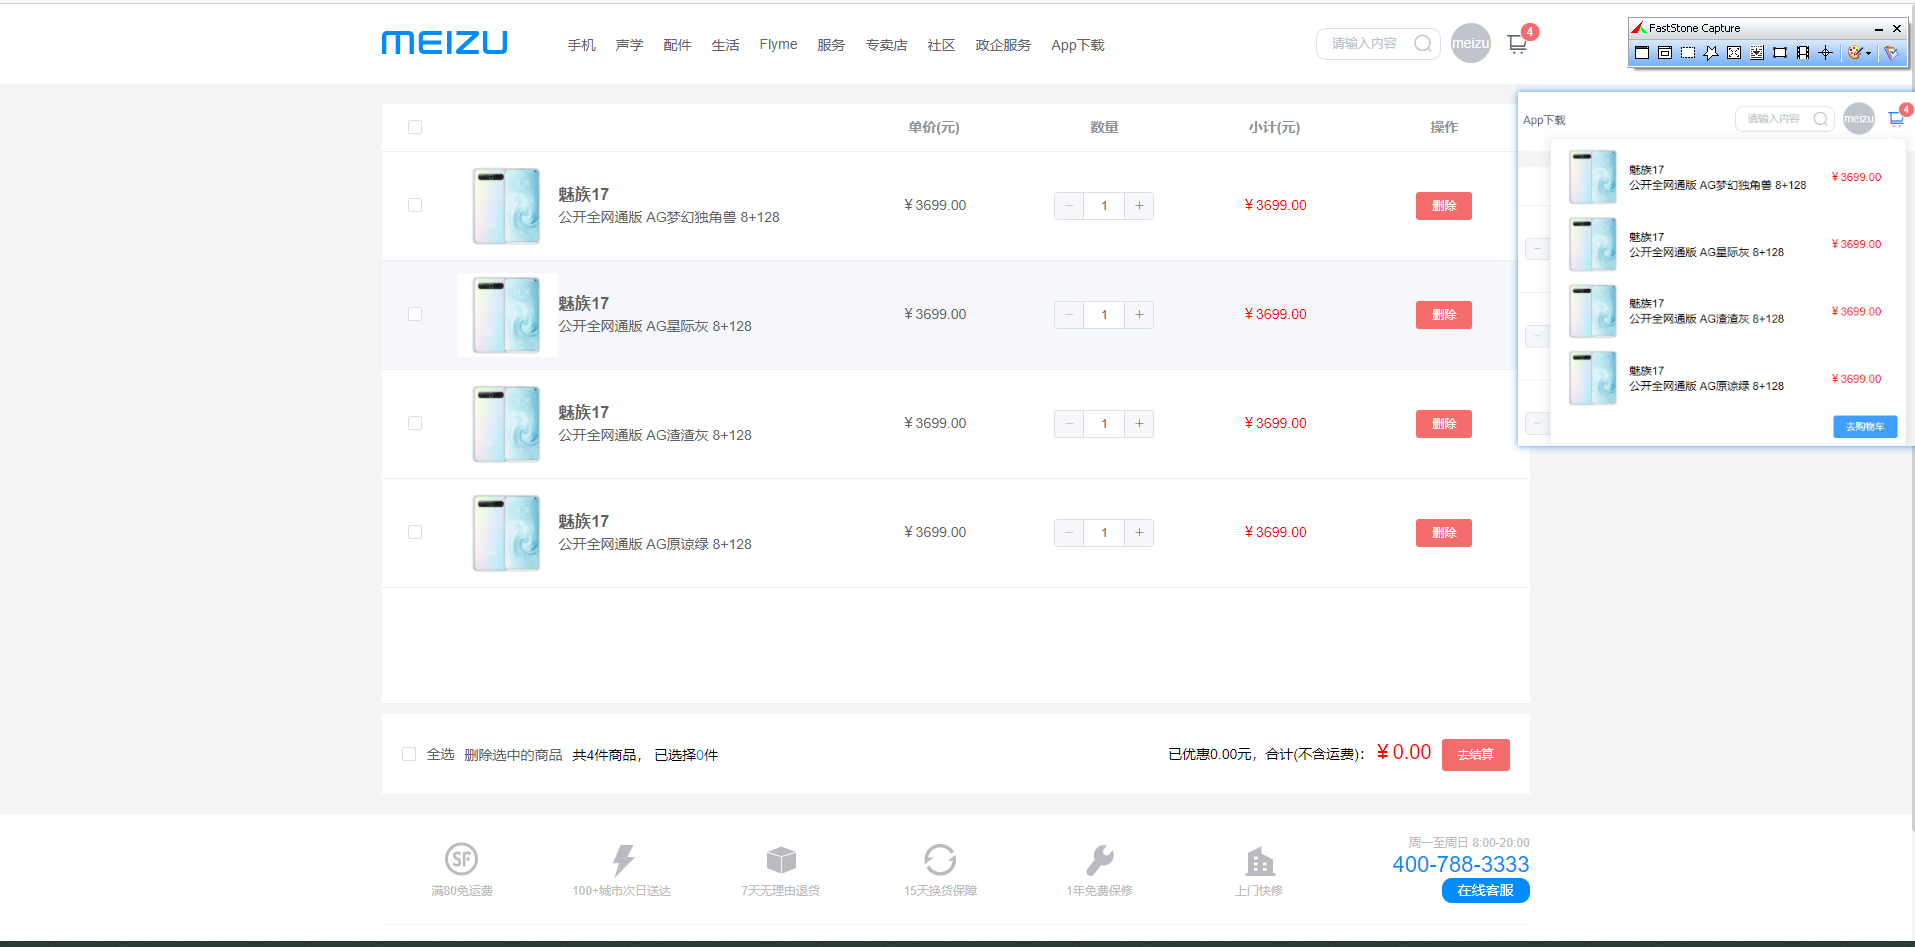 MEIZU
手机 声学 配件 生活 Flyme 服务 专卖店 社区 政企服务 App下载
请输入内容
meizu
4
FastStone Capture
单价(元) 数量 小计(元) 操作
魅族17
公开全网通版 AG梦幻独角兽 8+128
¥ 3699.00 − 1 + ¥ 3699.00 删除
魅族17
公开全网通版 AG星际灰 8+128
¥ 3699.00 − 1 + ¥ 3699.00 删除
魅族17
公开全网通版 AG渣渣灰 8+128
¥ 3699.00 − 1 + ¥ 3699.00 删除
魅族17
公开全网通版 AG原谅绿 8+128
¥ 3699.00 − 1 + ¥ 3699.00 删除
App下载
请输入内容
meizu
4
魅族17
公开全网通版 AG梦幻独角兽 8+128
¥ 3699.00
魅族17
公开全网通版 AG星际灰 8+128
¥ 3699.00
魅族17
公开全网通版 AG渣渣灰 8+128
¥ 3699.00
魅族17
公开全网通版 AG原谅绿 8+128
¥ 3699.00
去购物车
全选 删除选中的商品 共4件商品， 已选择0件
已优惠0.00元，合计(不含运费)： ¥ 0.00 去结算
SF
满80免运费
100+城市次日送达
7天无理由退货
15天换货保障
1年免费保修
上门快修
周一至周日 8:00-20:00
400-788-3333
在线客服